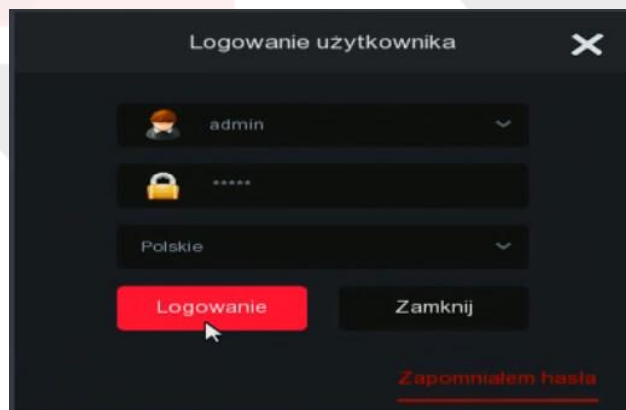 Logowanie użytkownika
admin
*****
Polskie
Logowanie Zamknij
Zapomniałem hasła